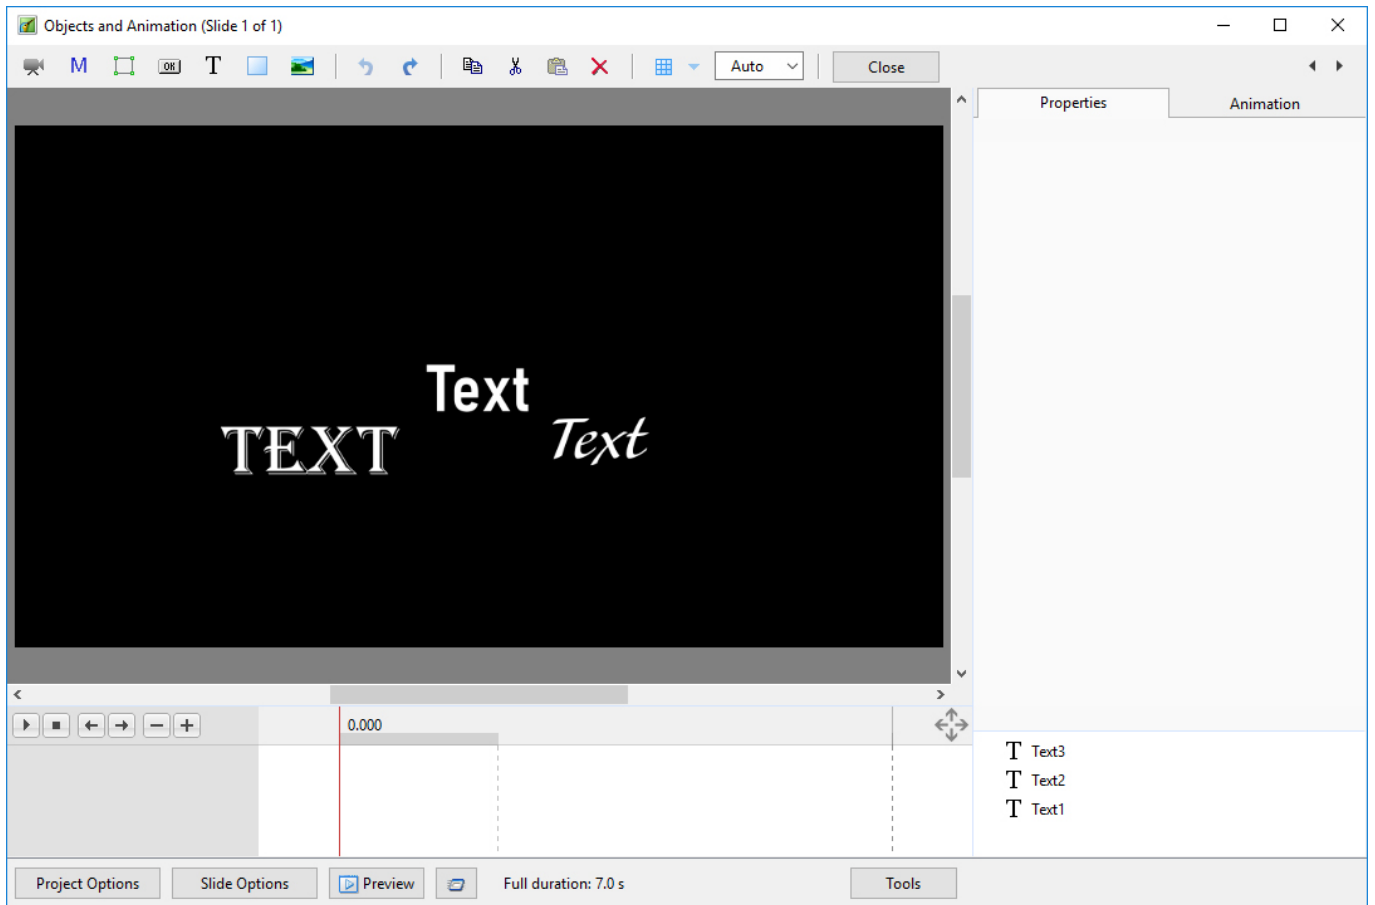 Objects and Animation (Slide 1 of 1)
M OK T Auto Close
Properties Animation
Text
TEXT
Text
0.000
T Text3
T Text2
T Text1
Project Options Slide Options Preview Full duration: 7.0 s Tools